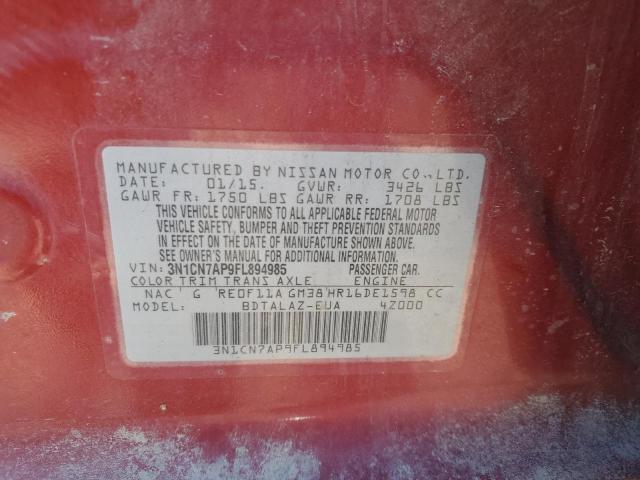 MANUFACTURED BY NISSAN MOTOR CO., LTD.
DATE: 01/15. GVWR: 3426 LBS
GAWR FR: 1750 LBS GAWR RR: 1708 LBS
THIS VEHICLE CONFORMS TO ALL APPLICABLE FEDERAL MOTOR
VEHICLE SAFETY, BUMPER AND THEFT PREVENTION STANDARDS
IN EFFECT ON THE DATE OF MANUFACTURE SHOWN ABOVE.
SEE OWNER'S MANUAL FOR ADDITIONAL INFORMATION
VIN: 3N1CN7AP9FL894985 PASSENGER CAR.
COLOR TRIM TRANS AXLE ENGINE
NAC G RE0F11A GM38 HR16DE1598 CC
MODEL: BDTALAZ-EUA 4Z000
3N1CN7AP9FL894985